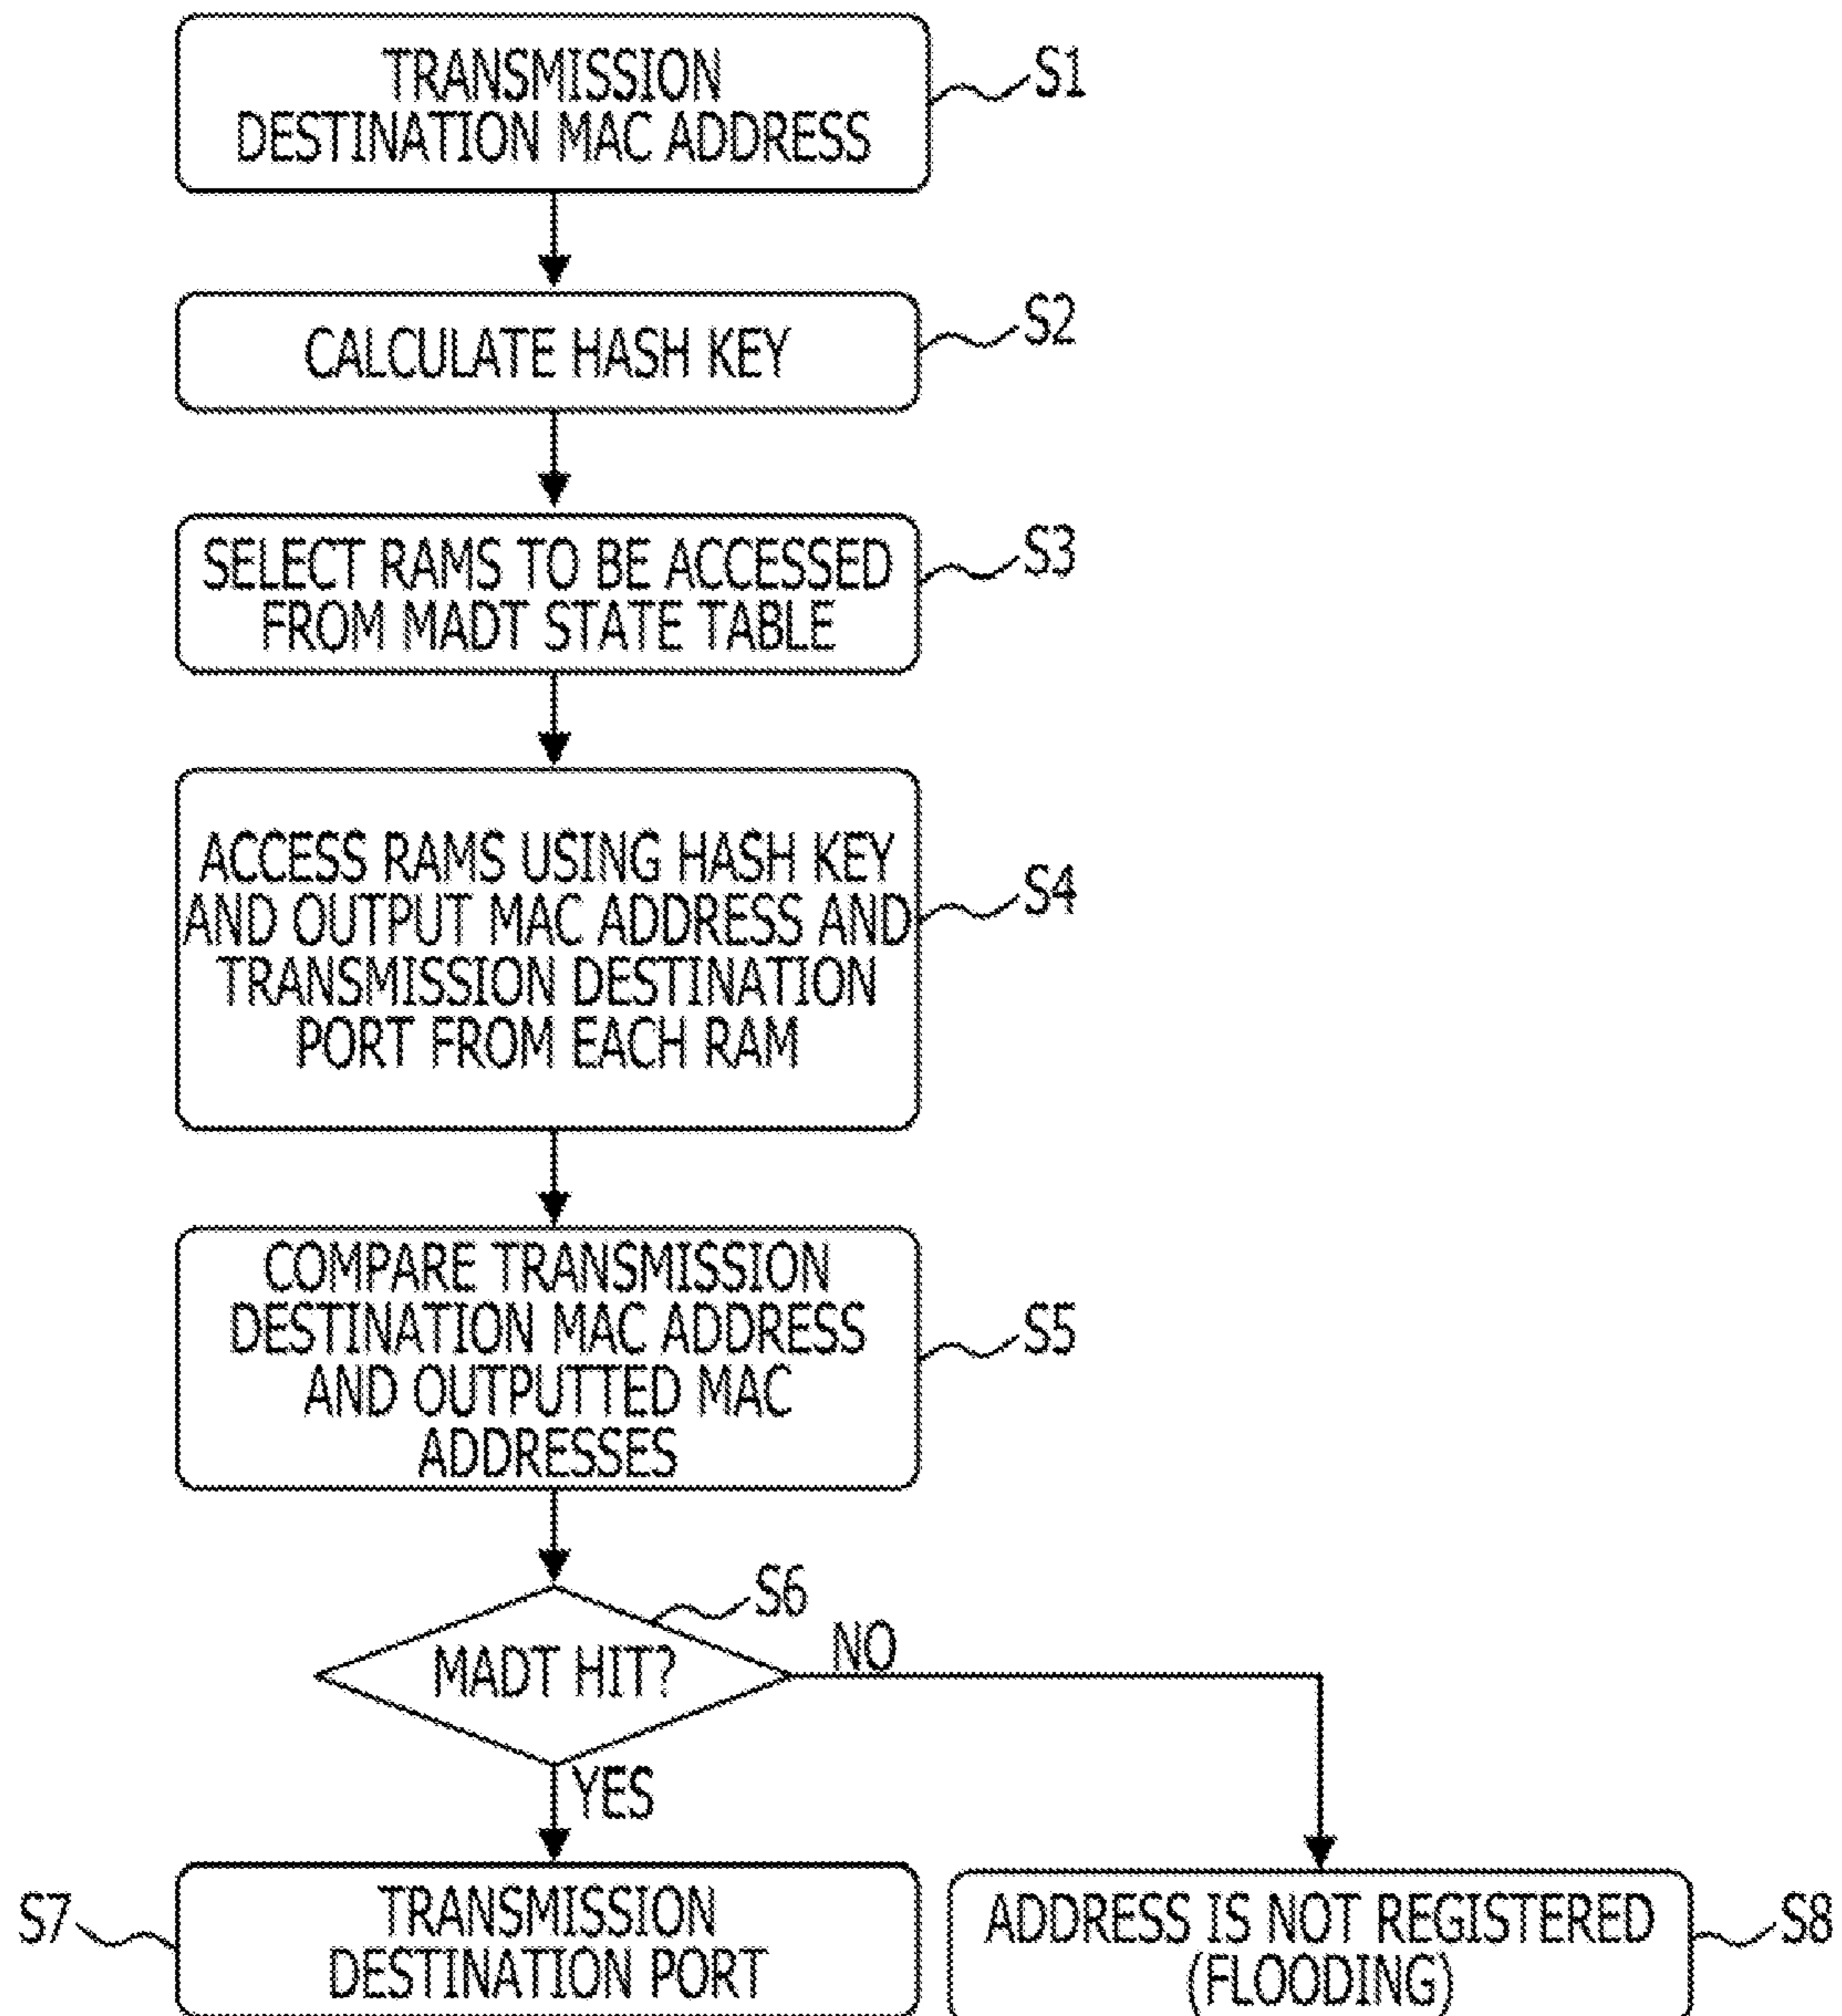 TRANSMISSION
DESTINATION MAC ADDRESS
S1
CALCULATE HASH KEY
S2
SELECT RAMS TO BE ACCESSED
FROM MADT STATE TABLE
S3
ACCESS RAMS USING HASH KEY
AND OUTPUT MAC ADDRESS AND
TRANSMISSION DESTINATION
PORT FROM EACH RAM
S4
COMPARE TRANSMISSION
DESTINATION MAC ADDRESS
AND OUTPUTTED MAC
ADDRESSES
S5
S6
MADT HIT?
NO
YES
S7
TRANSMISSION
DESTINATION PORT
ADDRESS IS NOT REGISTERED
(FLOODING)
S8